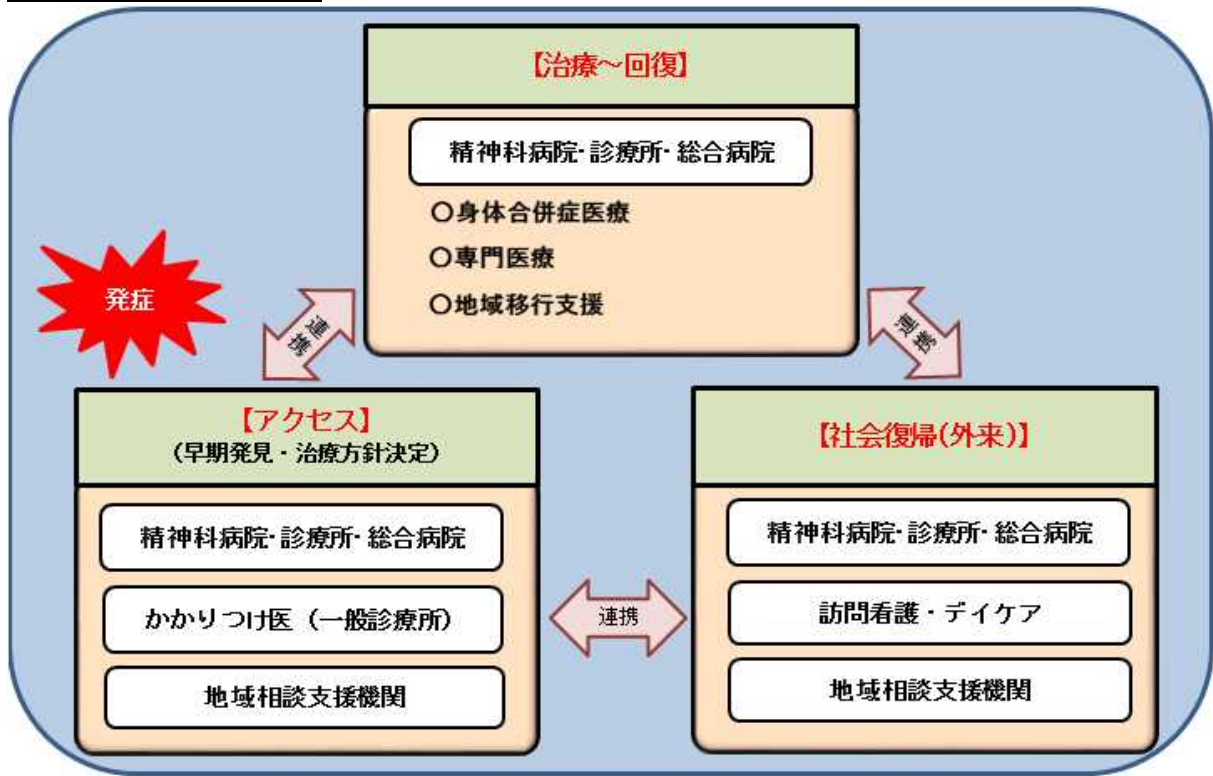 【治療～回復】
精神科病院・診療所・総合病院
〇身体合併症医療
〇専門医療
〇地域移行支援
発症
連携
連携
【アクセス】
（早期発見・治療方針決定）
精神科病院・診療所・総合病院
かかりつけ医（一般診療所）
地域相談支援機関
連携
【社会復帰(外来)】
精神科病院・診療所・総合病院
訪問看護・デイケア
地域相談支援機関